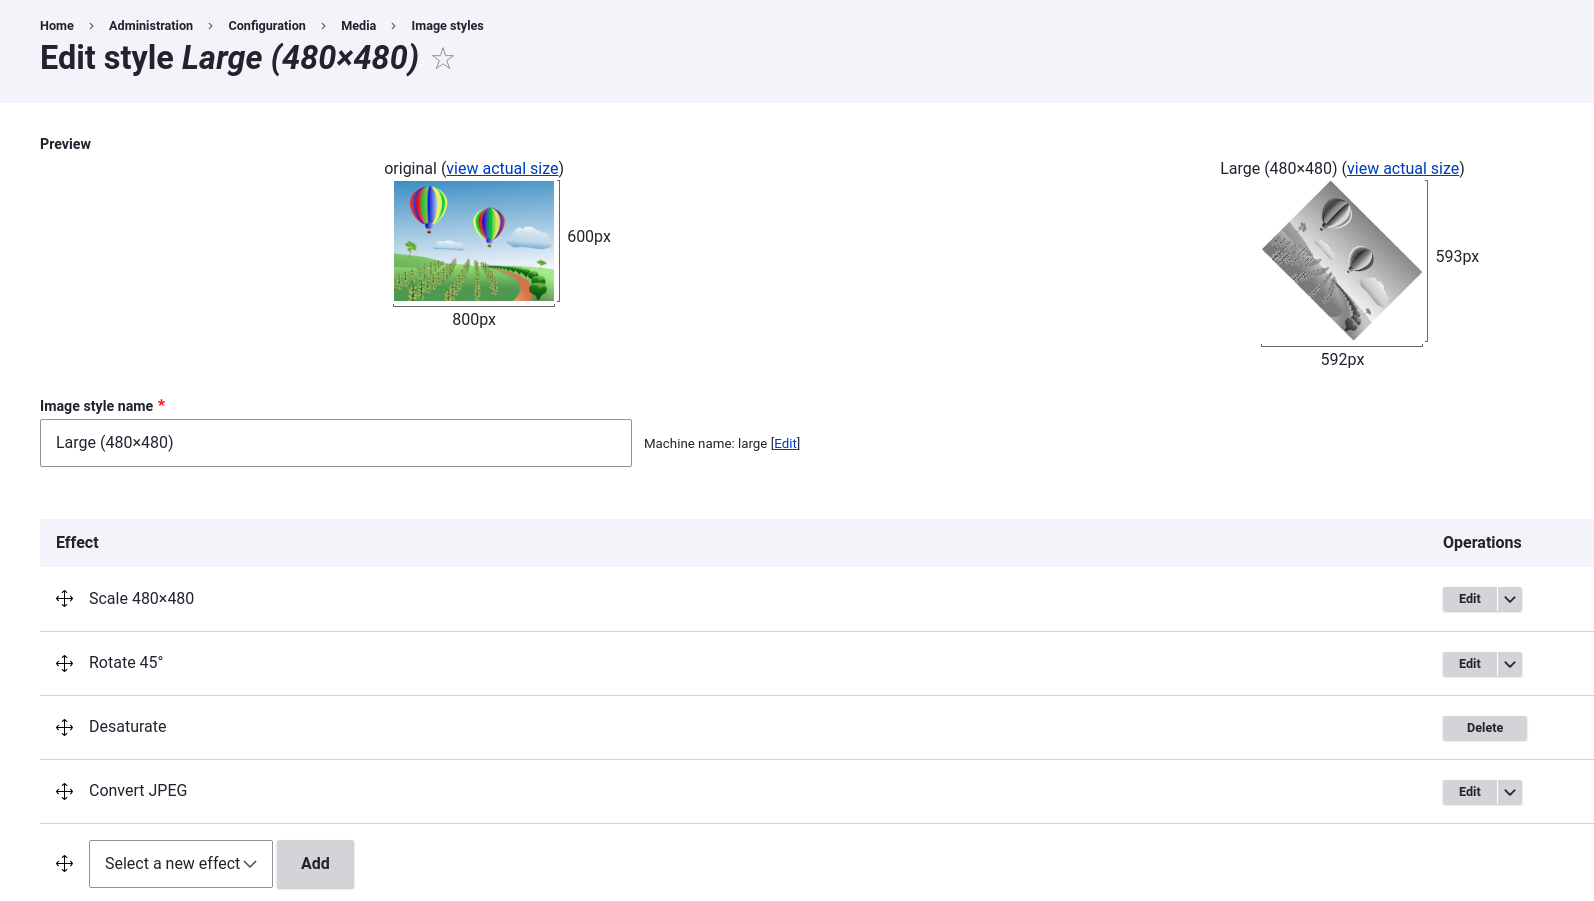 Home > Administration > Configuration > Media > Image styles
Edit style Large (480×480)
Preview
original (view actual size)
600px
800px
Large (480×480) (view actual size)
593px
592px
Image style name *
Large (480×480)
Machine name: large [Edit]
Effect Operations
Scale 480×480 Edit
Rotate 45° Edit
Desaturate Delete
Convert JPEG Edit
Select a new effect Add